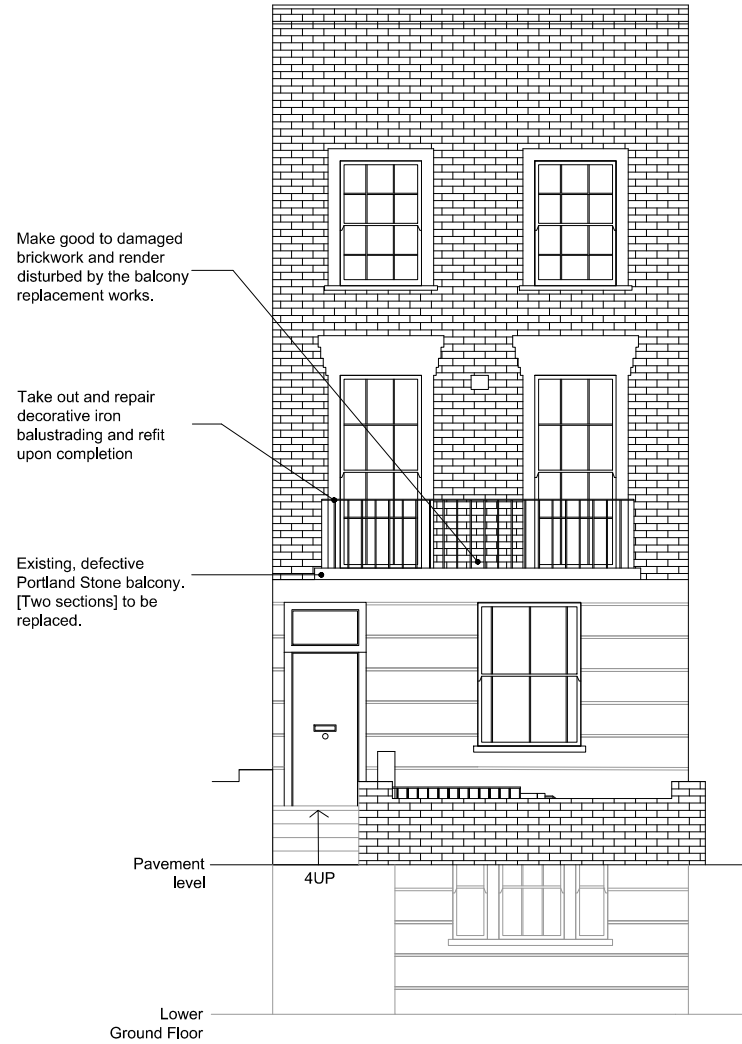 Make good to damaged
brickwork and render
disturbed by the balcony
replacement works.
Take out and repair
decorative iron
balustrading and refit
upon completion
Existing, defective
Portland Stone balcony.
[Two sections] to be
replaced.
Pavement
level
4UP
Lower
Ground Floor